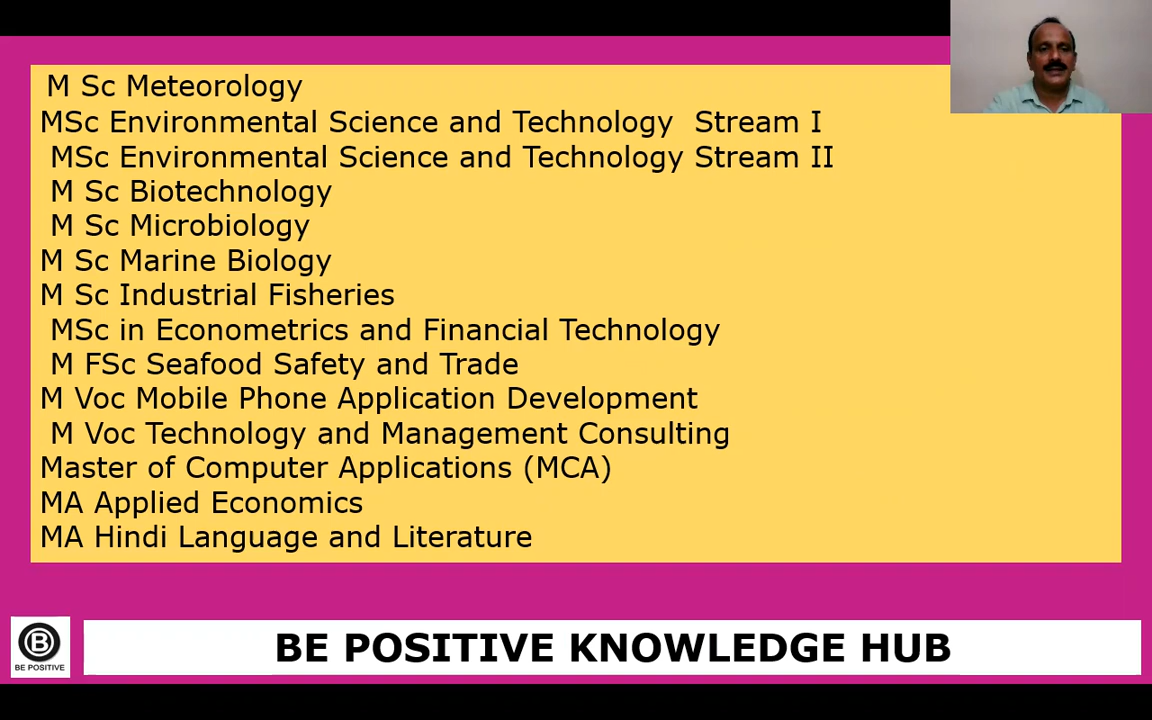 M Sc Meteorology
MSc Environmental Science and Technology  Stream I
MSc Environmental Science and Technology Stream II
M Sc Biotechnology
M Sc Microbiology
M Sc Marine Biology
M Sc Industrial Fisheries
MSc in Econometrics and Financial Technology
M FSc Seafood Safety and Trade
M Voc Mobile Phone Application Development
M Voc Technology and Management Consulting
Master of Computer Applications (MCA)
MA Applied Economics
MA Hindi Language and Literature
B
BE POSITIVE
BE POSITIVE KNOWLEDGE HUB